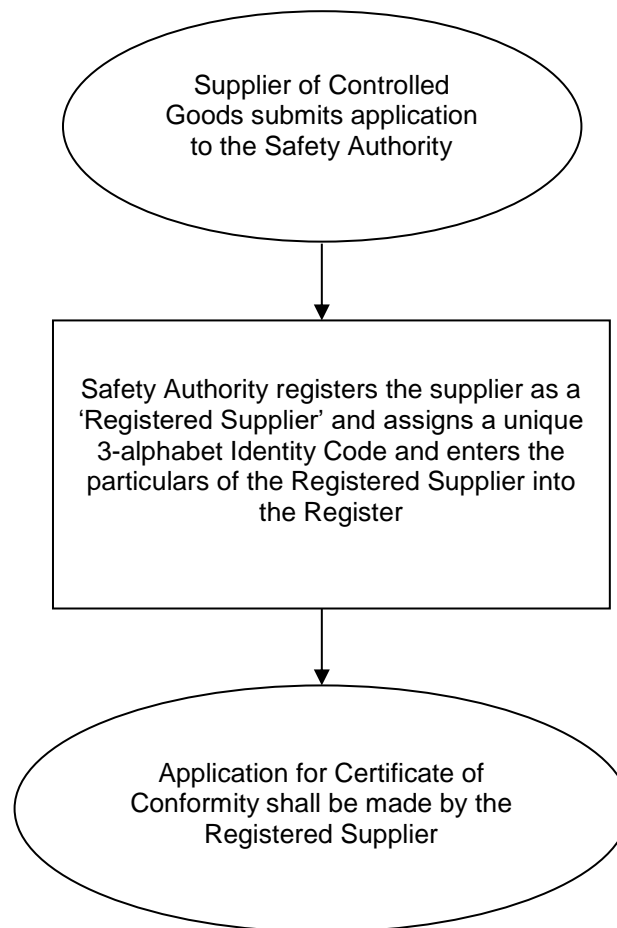 Supplier of Controlled
Goods submits application
to the Safety Authority
Safety Authority registers the supplier as a
‘Registered Supplier’ and assigns a unique
3-alphabet Identity Code and enters the
particulars of the Registered Supplier into
the Register
Application for Certificate of
Conformity shall be made by the
Registered Supplier